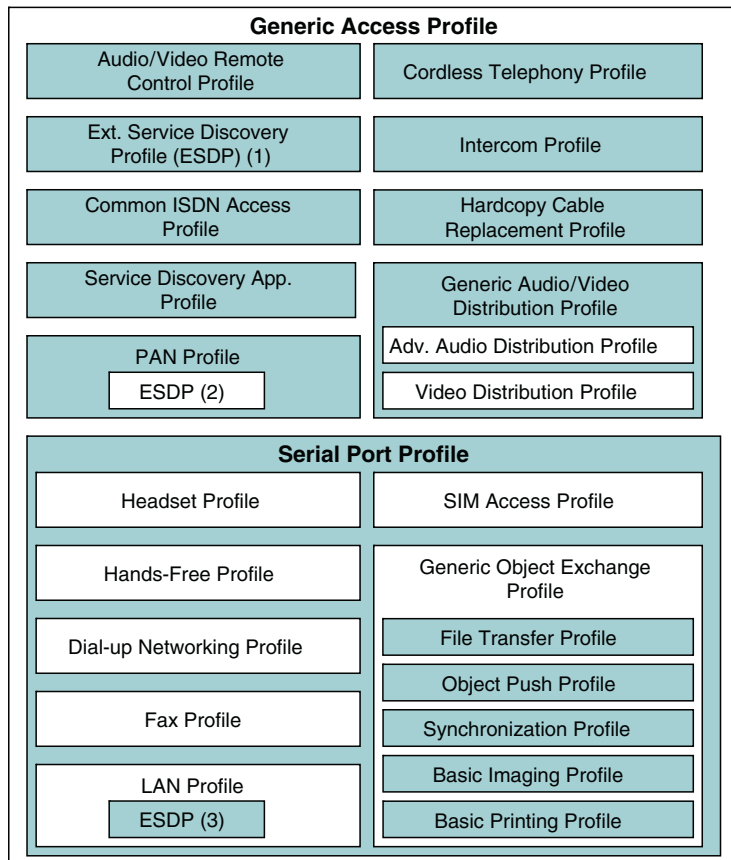 Generic Access Profile
Audio/Video Remote
Control Profile
Cordless Telephony Profile
Ext. Service Discovery
Profile (ESDP) (1)
Intercom Profile
Common ISDN Access
Profile
Hardcopy Cable
Replacement Profile
Service Discovery App.
Profile
Generic Audio/Video
Distribution Profile
Adv. Audio Distribution Profile
Video Distribution Profile
PAN Profile
ESDP (2)
Serial Port Profile
Headset Profile
SIM Access Profile
Hands-Free Profile
Generic Object Exchange
Profile
Dial-up Networking Profile
File Transfer Profile
Object Push Profile
Fax Profile
Synchronization Profile
LAN Profile
ESDP (3)
Basic Imaging Profile
Basic Printing Profile